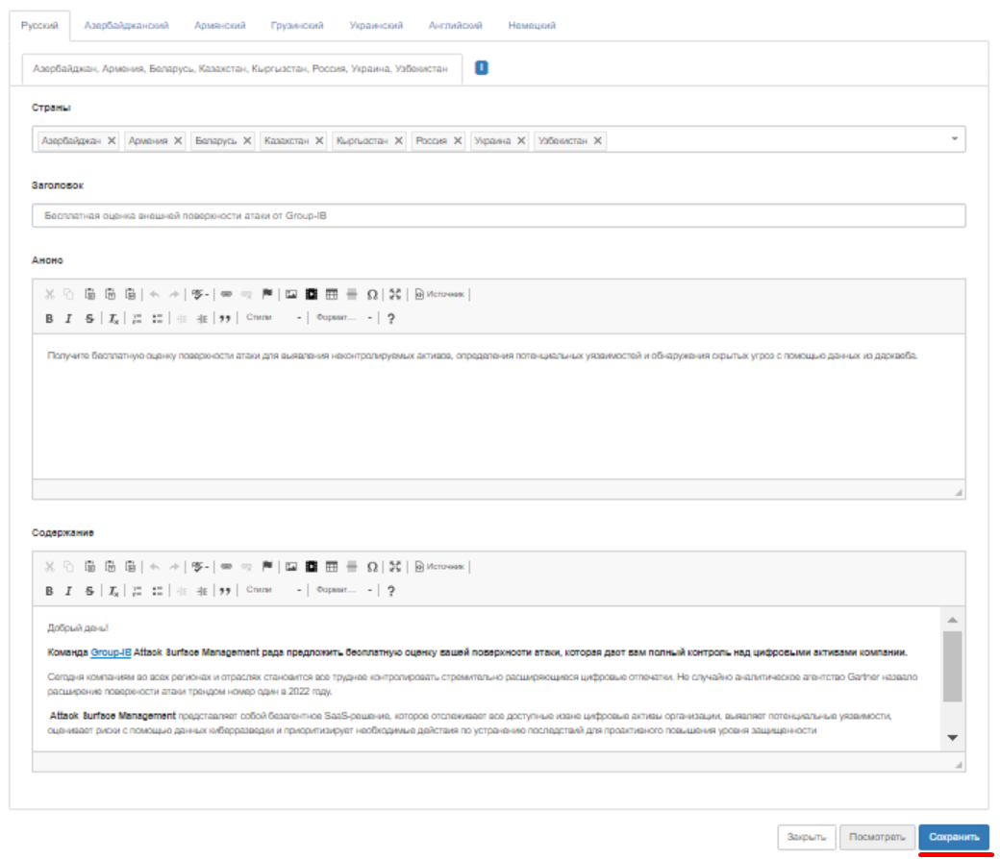 Русский Азербайджанский Армянский Грузинский Украинский Английский Немецкий
Азербайджан, Армения, Беларусь, Казахстан, Кыргызстан, Россия, Украина, Узбекистан
Страны
Азербайджан X Армения X Беларусь X Казахстан X Кыргызстан X Россия X Украина X Узбекистан X
Заголовок
Бесплатная оценка внешней поверхности атаки от Group-IB
Анонс
Источник
B I S Tx Стили Формат... ?
Получите бесплатную оценку поверхности атаки для выявления неконтролируемых активов, определения потенциальных уязвимостей и обнаружения скрытых угроз с помощью данных из даркве​ба.
Содержание
Источник
B I S Tx Стили Формат... ?
Добрый день!
Команда Group-IB Attack Surface Management рада предложить бесплатную оценку вашей поверхности атаки, которая даст вам полный контроль над цифровыми активами компании.
Сегодня компаниям во всех регионах и отраслях становится все труднее контролировать стремительно расширяющиеся цифровые отпечатки. Не случайно аналитическое агентство Gartner назвало
расширение поверхности атаки трендом номер один в 2022 году.
Attack Surface Management представляет собой безагентное SaaS-решение, которое отслеживает все доступные извне цифровые активы организации, выявляет потенциальные уязвимости,
оценивает риски с помощью данных киберразведки и приоритизирует необходимые действия по устранению последствий для проактивного повышения уровня защищенности
Закрыть Посмотреть Сохранить